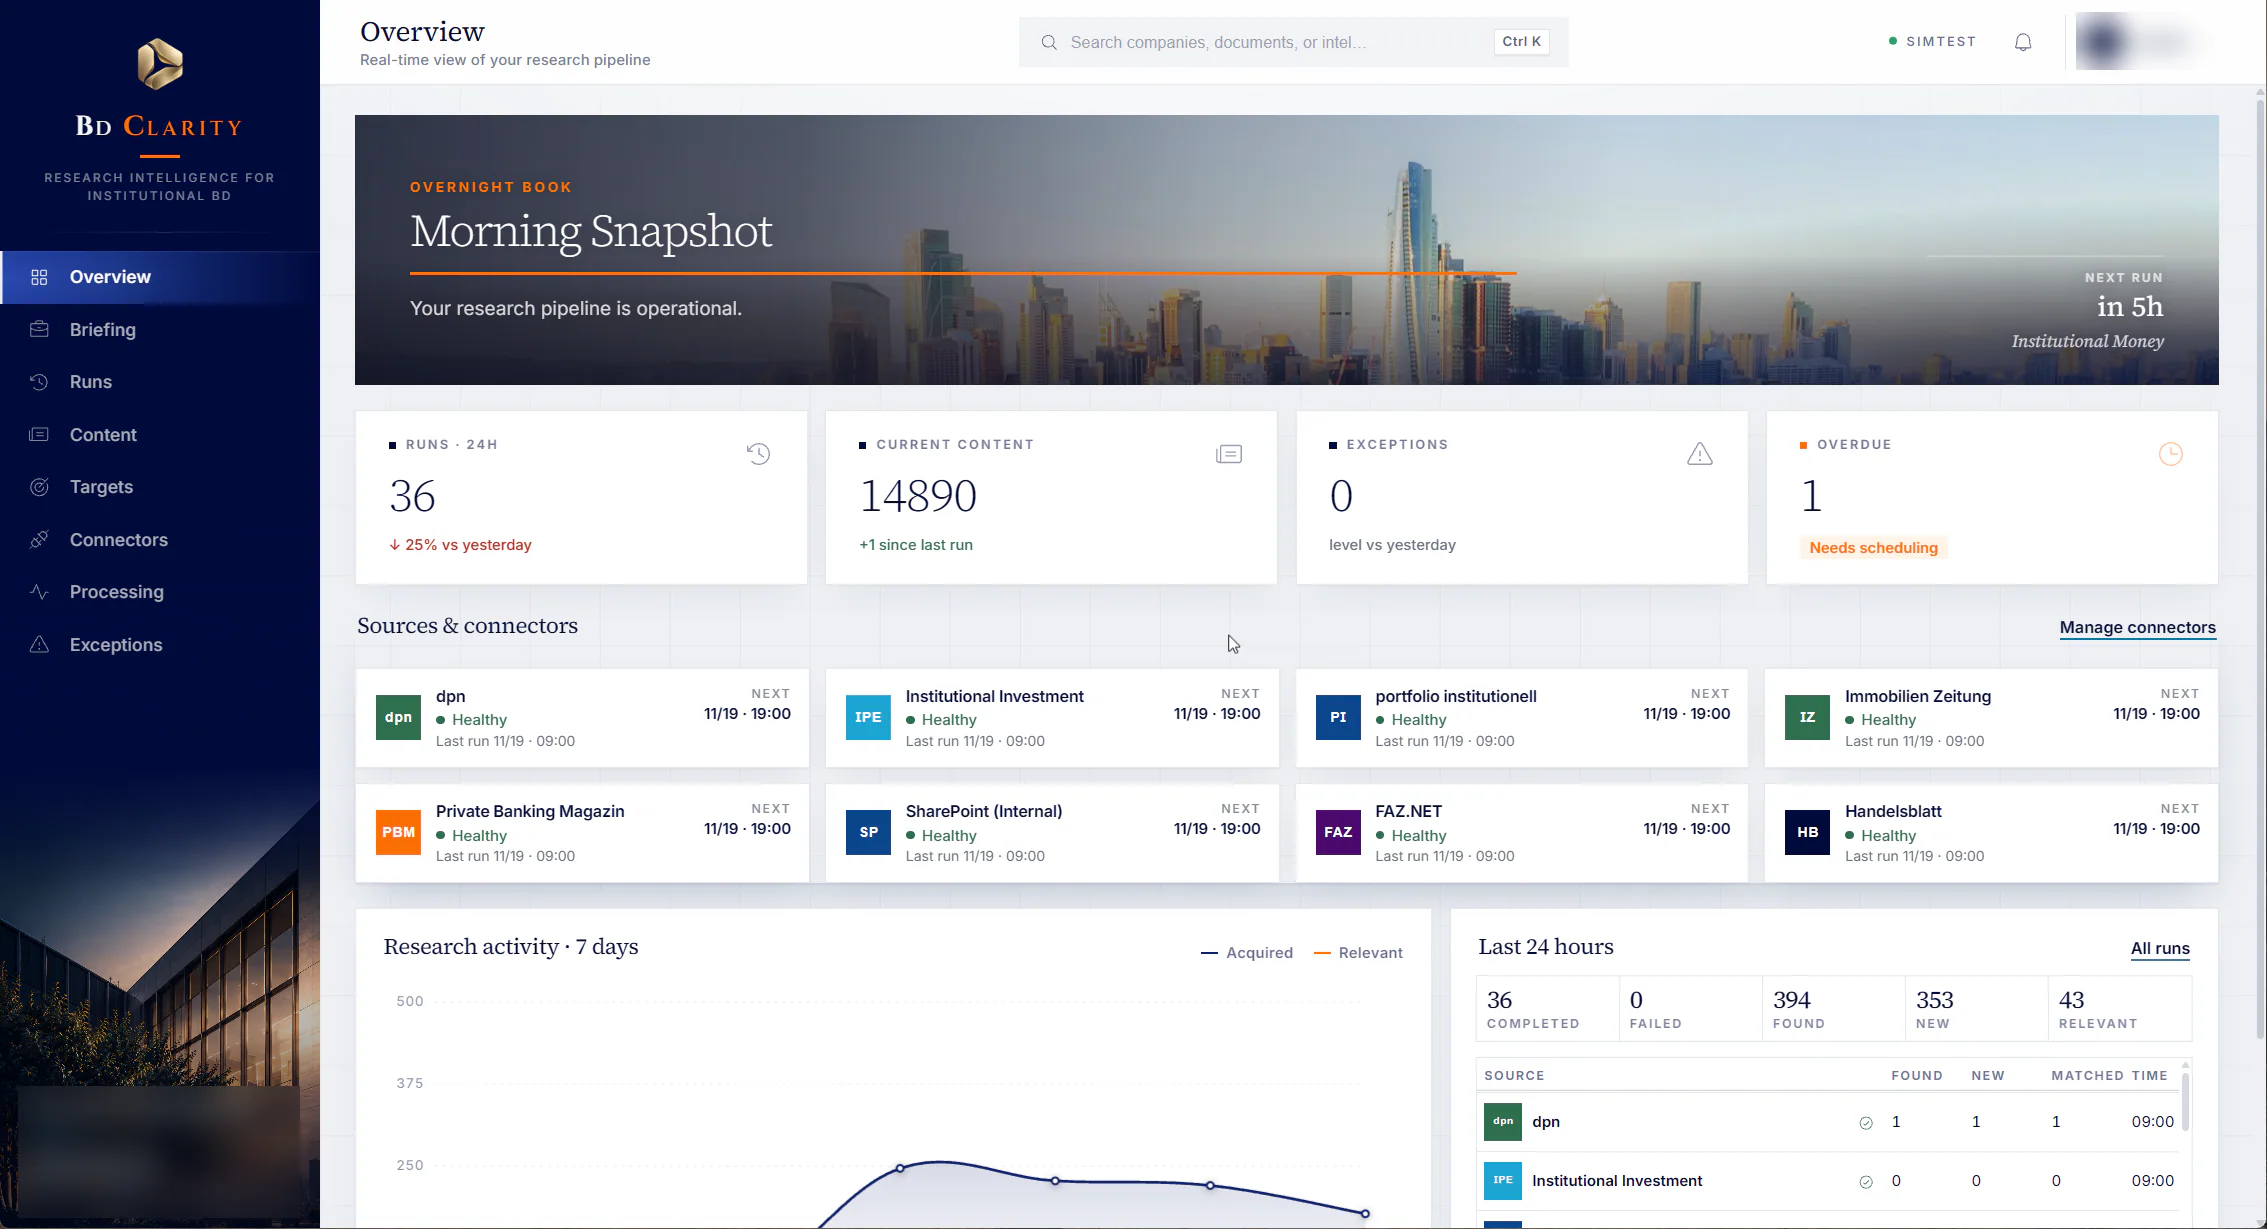 BD CLARITY
RESEARCH INTELLIGENCE FOR
INSTITUTIONAL BD
Overview
Briefing
Runs
Content
Targets
Connectors
Processing
Exceptions
Overview
Real-time view of your research pipeline
Search companies, documents, or intel...
Ctrl K
SIMTEST
OVERNIGHT BOOK
Morning Snapshot
Your research pipeline is operational.
NEXT RUN
in 5h
Institutional Money
RUNS · 24H
36
↓ 25% vs yesterday
CURRENT CONTENT
14890
+1 since last run
EXCEPTIONS
0
level vs yesterday
OVERDUE
1
Needs scheduling
Sources & connectors
Manage connectors
dpn
dpn
Healthy
Last run 11/19 · 09:00
NEXT
11/19 · 19:00
IPE
Institutional Investment
Healthy
Last run 11/19 · 09:00
NEXT
11/19 · 19:00
PI
portfolio institutionell
Healthy
Last run 11/19 · 09:00
NEXT
11/19 · 19:00
IZ
Immobilien Zeitung
Healthy
Last run 11/19 · 09:00
NEXT
11/19 · 19:00
PBM
Private Banking Magazin
Healthy
Last run 11/19 · 09:00
NEXT
11/19 · 19:00
SP
SharePoint (Internal)
Healthy
Last run 11/19 · 09:00
NEXT
11/19 · 19:00
FAZ
FAZ.NET
Healthy
Last run 11/19 · 09:00
NEXT
11/19 · 19:00
HB
Handelsblatt
Healthy
Last run 11/19 · 09:00
NEXT
11/19 · 19:00
Research activity · 7 days
Acquired Relevant
500
375
250
Last 24 hours
All runs
36 0 394 353 43
COMPLETED FAILED FOUND NEW RELEVANT
SOURCE FOUND NEW MATCHED TIME
dpn dpn 1 1 1 09:00
IPE Institutional Investment 0 0 0 09:00